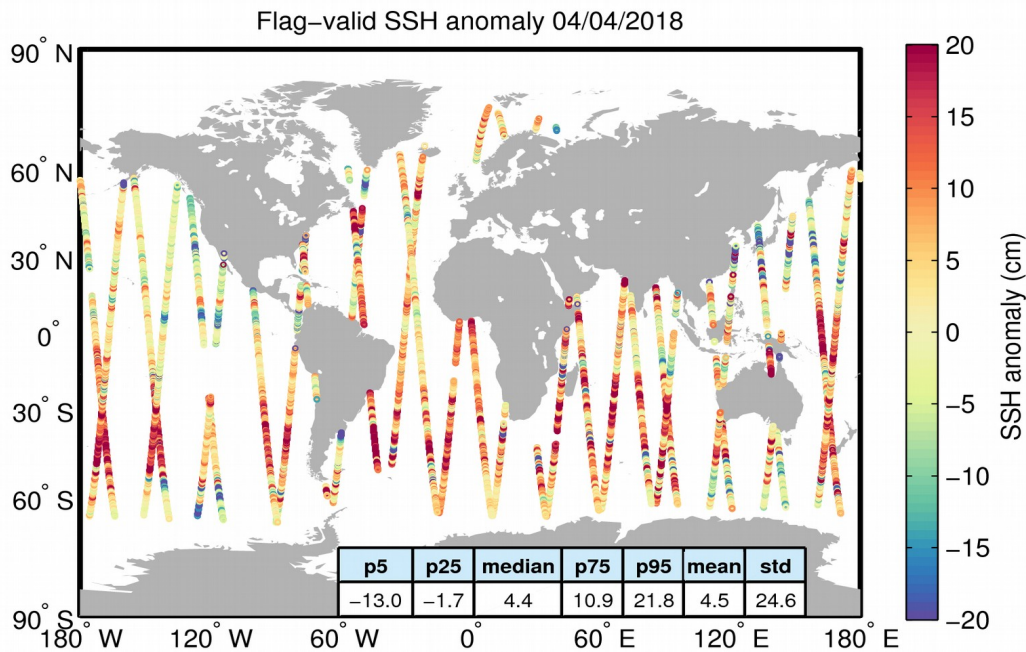 Flag−valid SSH anomaly 04/04/2018
90° N
60° N
30° N
0°
30° S
60° S
90° S
180° W
120° W
60° W
0°
60° E
120° E
180° E
p5 p25 median p75 p95 mean std
−13.0 −1.7 4.4 10.9 21.8 4.5 24.6
20
15
10
5
0
−5
−10
−15
−20
SSH anomaly (cm)